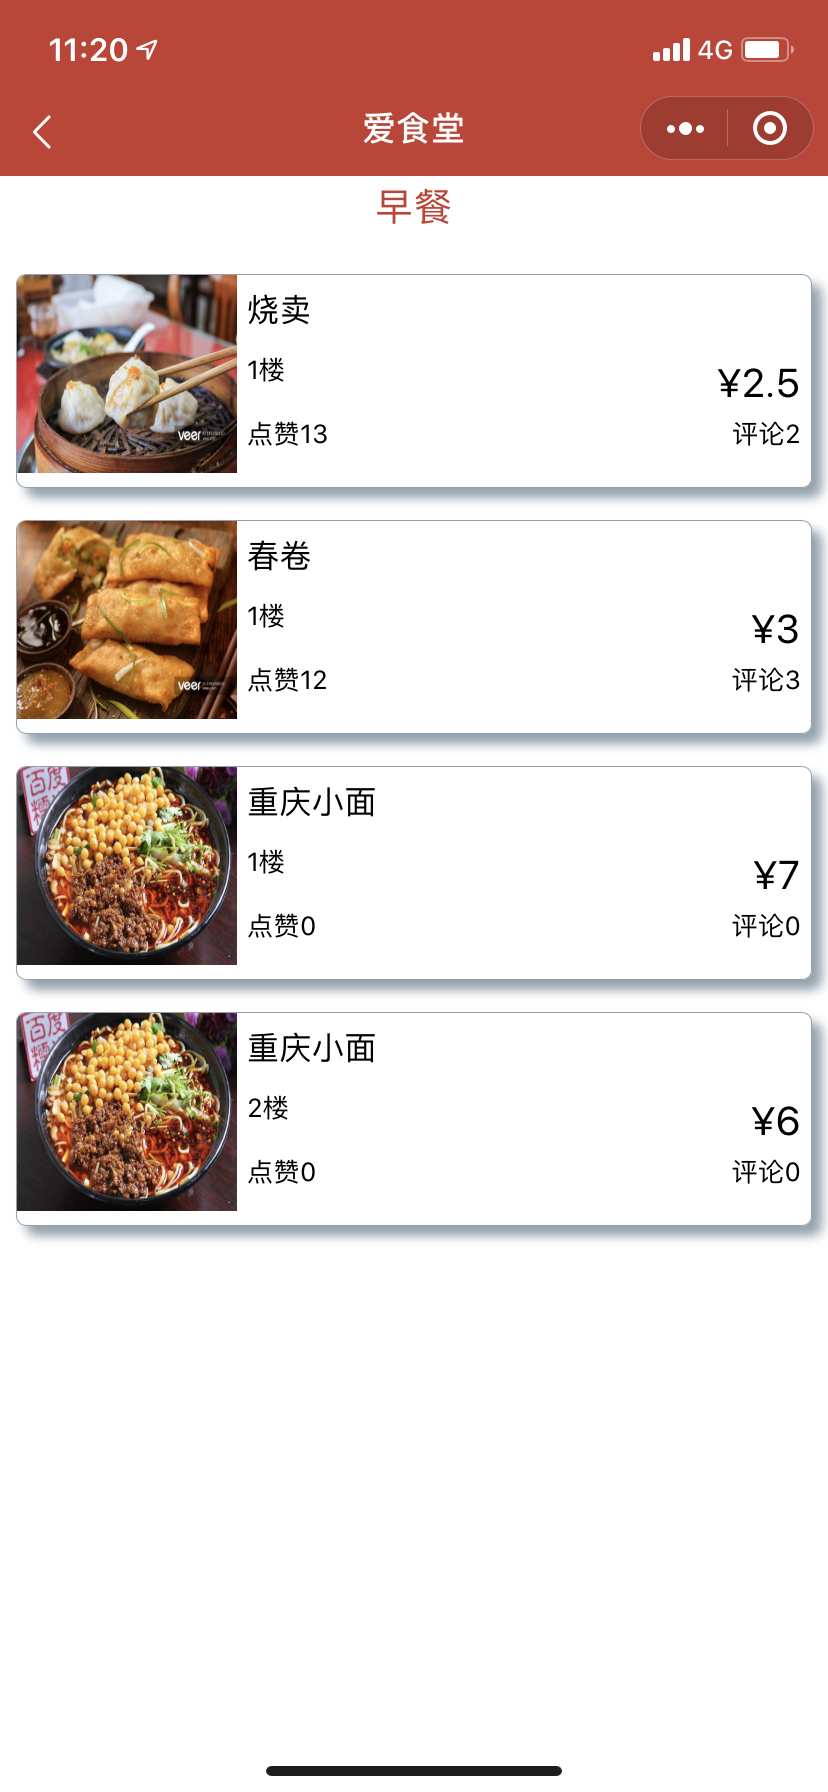 11:20
4G
爱食堂
早餐
烧卖
1楼
¥2.5
点赞13
评论2
veer
春卷
1楼
¥3
点赞12
评论3
veer
百度
重庆小面
1楼
¥7
点赞0
评论0
百度
重庆小面
2楼
¥6
点赞0
评论0